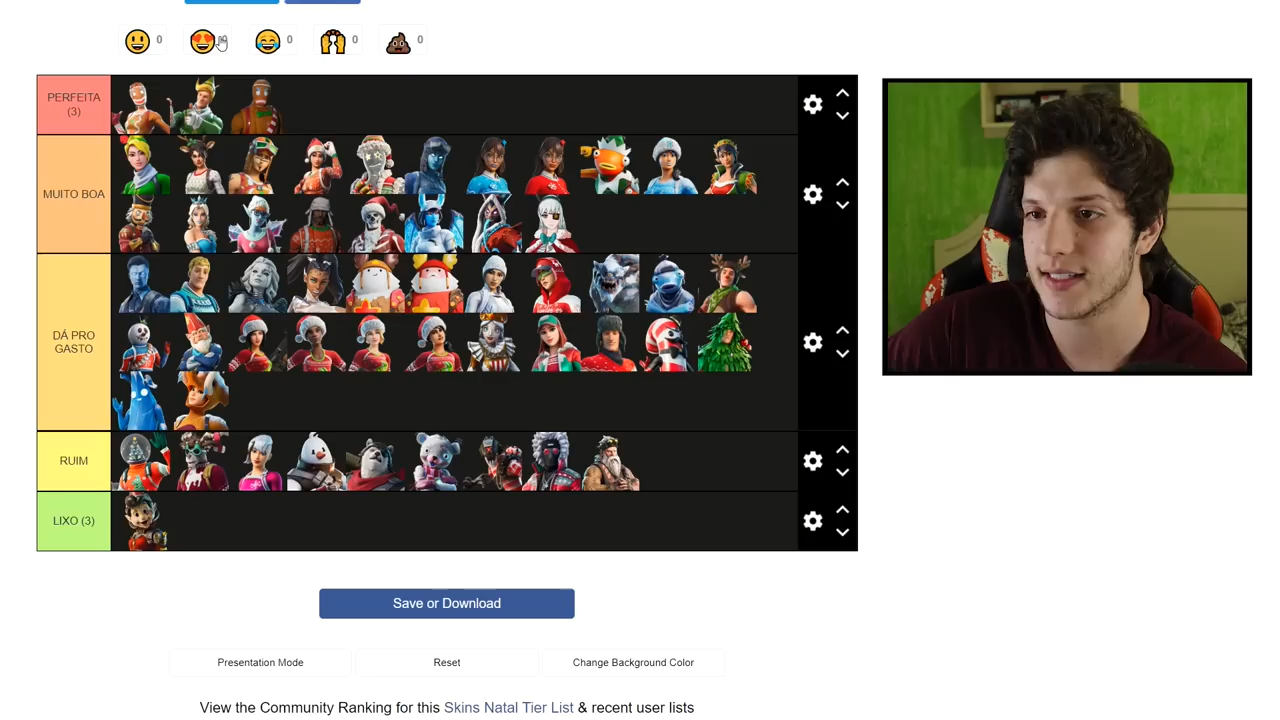 0 0 0 0 0
PERFEITA
(3)
MUITO BOA
DÁ PRO
GASTO
RUIM
LIXO (3)
Save or Download
Presentation Mode Reset Change Background Color
View the Community Ranking for this Skins Natal Tier List & recent user lists